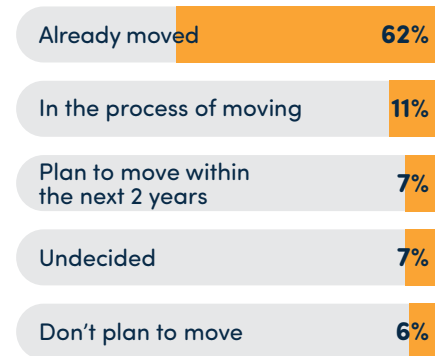 Already moved 62%
In the process of moving 11%
Plan to move within
the next 2 years 7%
Undecided 7%
Don’t plan to move 6%